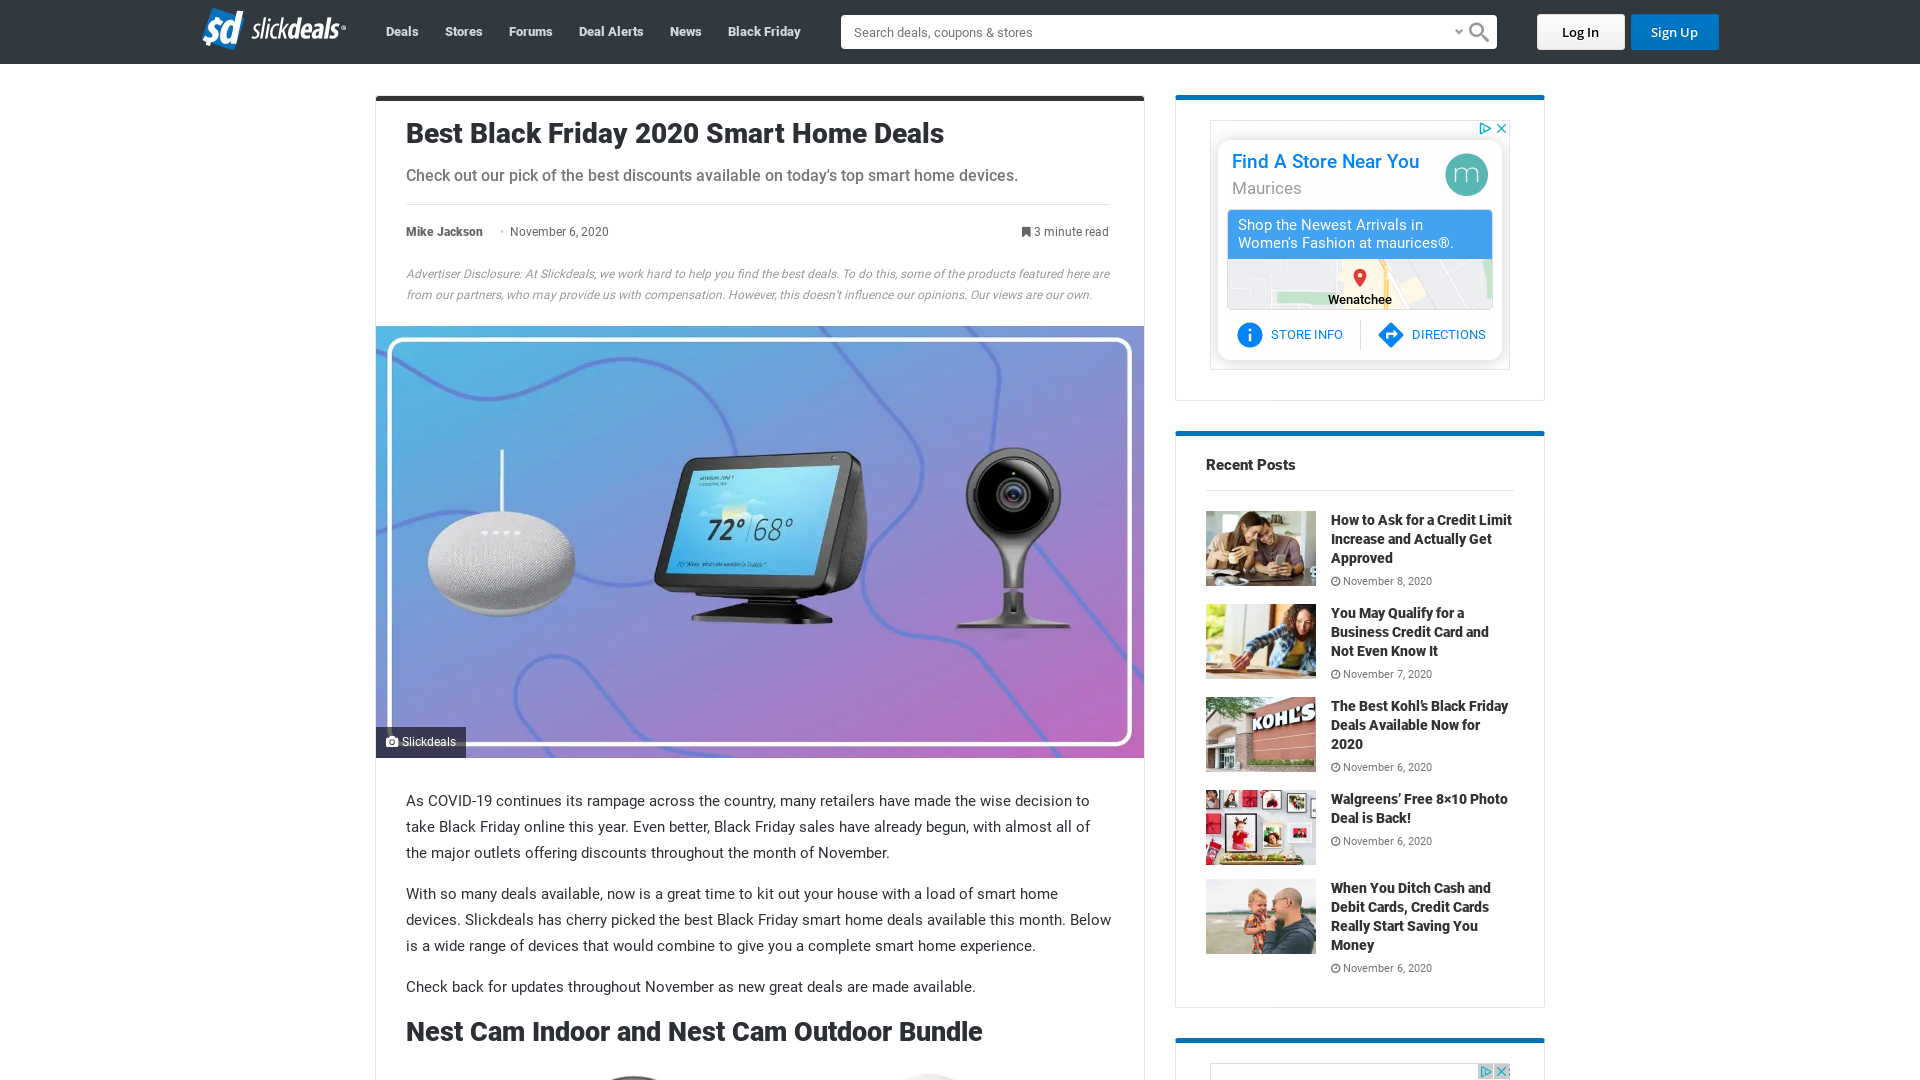 sd slickdeals
Deals
Stores
Forums
Deal Alerts
News
Black Friday
Search deals, coupons & stores
Log In
Sign Up
Best Black Friday 2020 Smart Home Deals
Check out our pick of the best discounts available on today's top smart home devices.
Mike Jackson • November 6, 2020
3 minute read
Advertiser Disclosure: At Slickdeals, we work hard to help you find the best deals. To do this, some of the products featured here are
from our partners, who may provide us with compensation. However, this doesn’t influence our opinions. Our views are our own.
72° 68°
Slickdeals
As COVID-19 continues its rampage across the country, many retailers have made the wise decision to
take Black Friday online this year. Even better, Black Friday sales have already begun, with almost all of
the major outlets offering discounts throughout the month of November.
With so many deals available, now is a great time to kit out your house with a load of smart home
devices. Slickdeals has cherry picked the best Black Friday smart home deals available this month. Below
is a wide range of devices that would combine to give you a complete smart home experience.
Check back for updates throughout November as new great deals are made available.
Nest Cam Indoor and Nest Cam Outdoor Bundle
Find A Store Near You
Maurices
m
Shop the Newest Arrivals in
Women's Fashion at maurices®.
Wenatchee
STORE INFO
DIRECTIONS
Recent Posts
How to Ask for a Credit Limit
Increase and Actually Get
Approved
November 8, 2020
You May Qualify for a
Business Credit Card and
Not Even Know It
November 7, 2020
KOHL'S
The Best Kohl’s Black Friday
Deals Available Now for
2020
November 6, 2020
Walgreens’ Free 8×10 Photo
Deal is Back!
November 6, 2020
When You Ditch Cash and
Debit Cards, Credit Cards
Really Start Saving You
Money
November 6, 2020